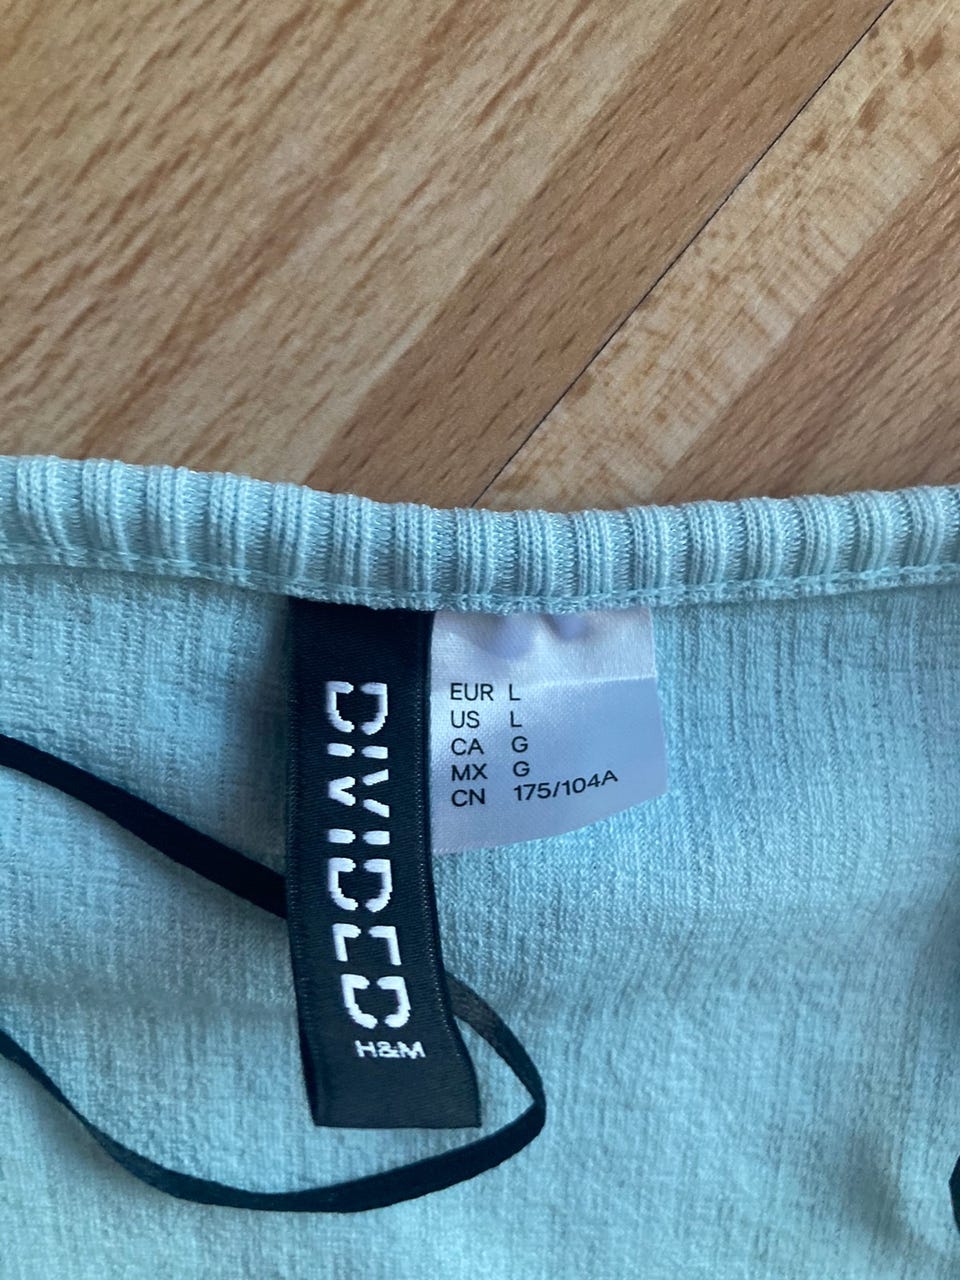 DIVIDED
H&M
EUR L
US L
CA G
MX G
CN 175/104A